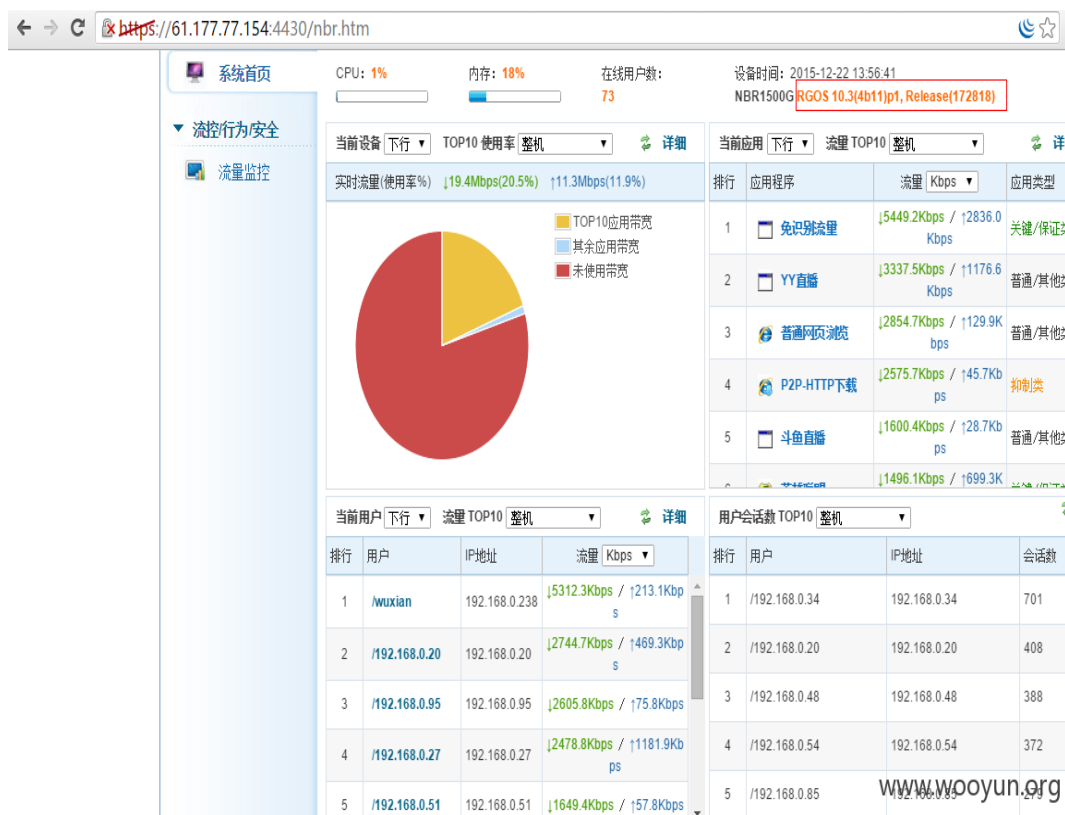 https://61.177.77.154:4430/nbr.htm
系统首页
流控/行为/安全
流量监控
CPU: 1%
内存: 18%
在线用户数:
73
设备时间: 2015-12-22 13:56:41
NBR1500G RGOS 10.3(4b11)p1, Release(172818)
当前设备 下行 TOP10 使用率 整机 详细
实时流量(使用率%) ↓19.4Mbps(20.5%) ↑11.3Mbps(11.9%)
TOP10应用带宽
其余应用带宽
未使用带宽
当前应用 下行 流量 TOP10 整机
排行 应用程序 流量 Kbps 应用类型
1 免识别流量 ↓5449.2Kbps / ↑2836.0
Kbps
关键/保证
2 YY直播 ↓3337.5Kbps / ↑1176.6
Kbps
普通/其他
3 普通网页浏览 ↓2854.7Kbps / ↑129.9K
bps
普通/其他
4 P2P-HTTP下载 ↓2575.7Kbps / ↑45.7Kb
ps
抑制类
5 斗鱼直播 ↓1600.4Kbps / ↑28.7Kb
ps
普通/其他
↓1496.1Kbps / ↑699.3K
当前用户 下行 流量 TOP10 整机 详细
排行 用户 IP地址 流量 Kbps
1 /wuxian 192.168.0.238 ↓5312.3Kbps / ↑213.1Kbp
s
2 /192.168.0.20 192.168.0.20 ↓2744.7Kbps / ↑469.3Kbp
s
3 /192.168.0.95 192.168.0.95 ↓2605.8Kbps / ↑75.8Kbps
4 /192.168.0.27 192.168.0.27 ↓2478.8Kbps / ↑1181.9Kb
ps
5 /192.168.0.51 192.168.0.51 ↓1649.4Kbps / ↑57.8Kbps
用户会话数 TOP10 整机
排行 用户 IP地址 会话数
1 /192.168.0.34 192.168.0.34 701
2 /192.168.0.20 192.168.0.20 408
3 /192.168.0.48 192.168.0.48 388
4 /192.168.0.54 192.168.0.54 372
5 /192.168.0.85
www.wooyun.org